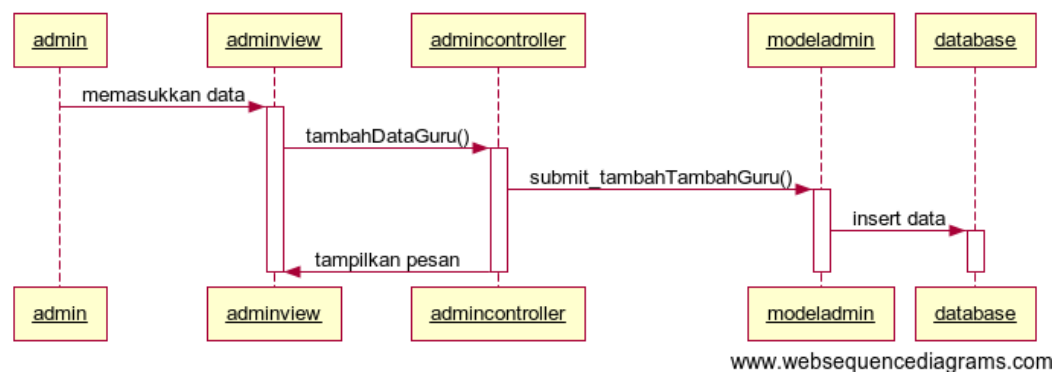 admin
adminview
admincontroller
modeladmin
database
memasukkan data
tambahDataGuru()
submit_tambahTambahGuru()
insert data
tampilkan pesan
admin
adminview
admincontroller
modeladmin
database
www.websequencediagrams.com